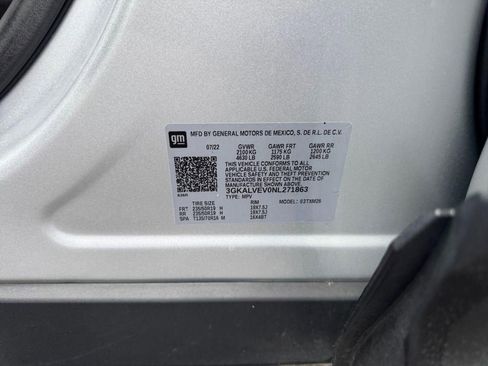 gm MFD BY GENERAL MOTORS DE MEXICO, S. DE R.L. DE C.V.
07/22 GVWR GAWR FRT GAWR RR
2100 KG 1175 KG 1200 KG
4630 LB 2590 LB 2645 LB
THIS VEHICLE CONFORMS TO ALL
APPLICABLE U.S. FEDERAL MOTOR
VEHICLE SAFETY AND THEFT PREVENTION
STANDARDS IN EFFECT ON THE DATE OF
MANUFACTURE SHOWN ABOVE.
3GKALVEV0NL271863
TYPE: MPV
TIRE SIZE RIM MODEL:
FRT 235/50R19 H 19X7.5J
RR 235/50R19 H 19X7.5J
SPA T135/70R16 M 16X4BT